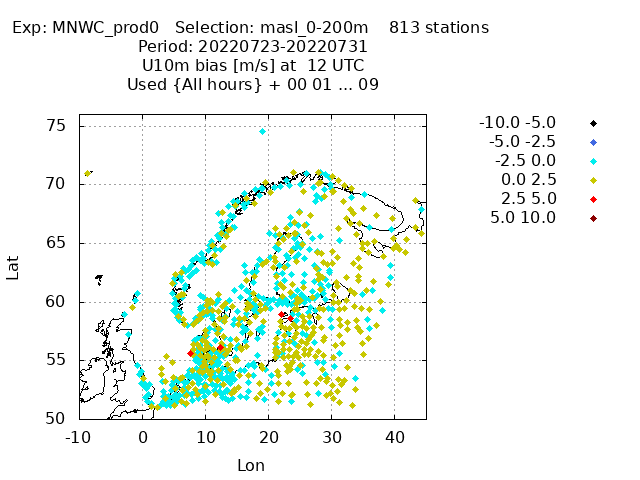 Exp: MNWC_prod0 Selection: masl_0-200m 813 stations
Period: 20220723-20220731
U10m bias [m/s] at 12 UTC
Used {All hours} + 00 01 ... 09
-10.0 -5.0
-5.0 -2.5
-2.5 0.0
0.0 2.5
2.5 5.0
5.0 10.0
75
70
65
60
55
50
Lat
-10 0 10 20 30 40
Lon